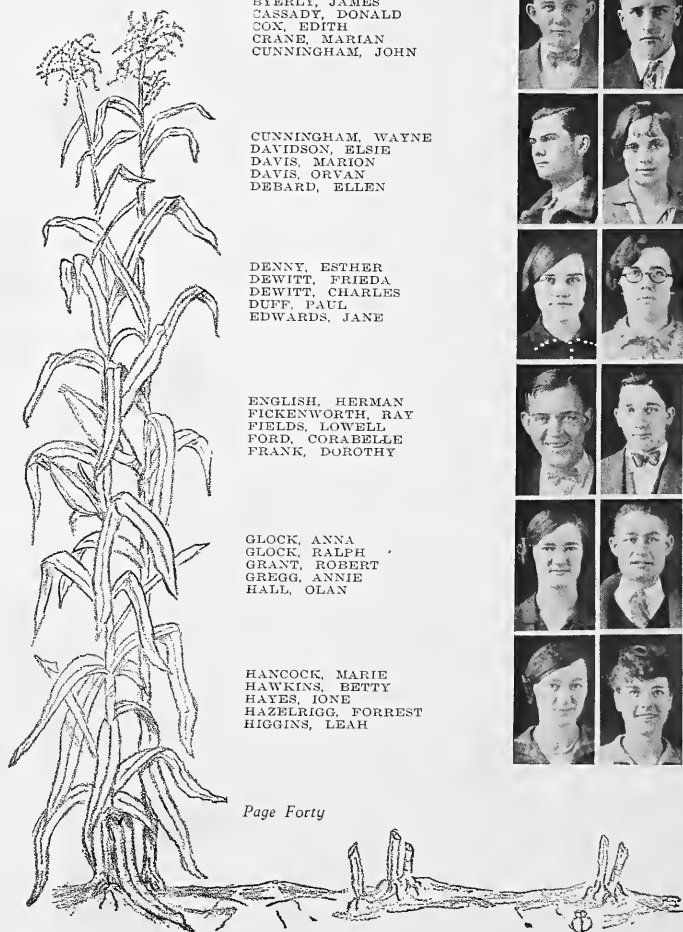 BYERLY, JAMES
CASSADY, DONALD
COX, EDITH
CRANE, MARIAN
CUNNINGHAM, JOHN
CUNNINGHAM, WAYNE
DAVIDSON, ELSIE
DAVIS, MARION
DAVIS, ORVAN
DEBARD, ELLEN
DENNY, ESTHER
DEWITT, FRIEDA
DEWITT, CHARLES
DUFF, PAUL
EDWARDS, JANE
ENGLISH, HERMAN
FICKENWORTH, RAY
FIELDS, LOWELL
FORD, CORABELLE
FRANK, DOROTHY
GLOCK, ANNA
GLOCK, RALPH
GRANT, ROBERT
GREGG, ANNIE
HALL, OLAN
HANCOCK, MARIE
HAWKINS, BETTY
HAYES, IONE
HAZELRIGG, FORREST
HIGGINS, LEAH
Page Forty